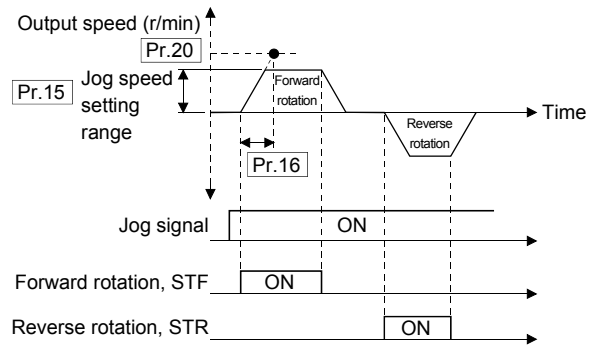 Output speed (r/min)
Pr.20
Pr.15
Jog speed
setting
range
Forward
rotation
Time
Reverse
rotation
Pr.16
Jog signal
ON
Forward rotation, STF
ON
Reverse rotation, STR
ON